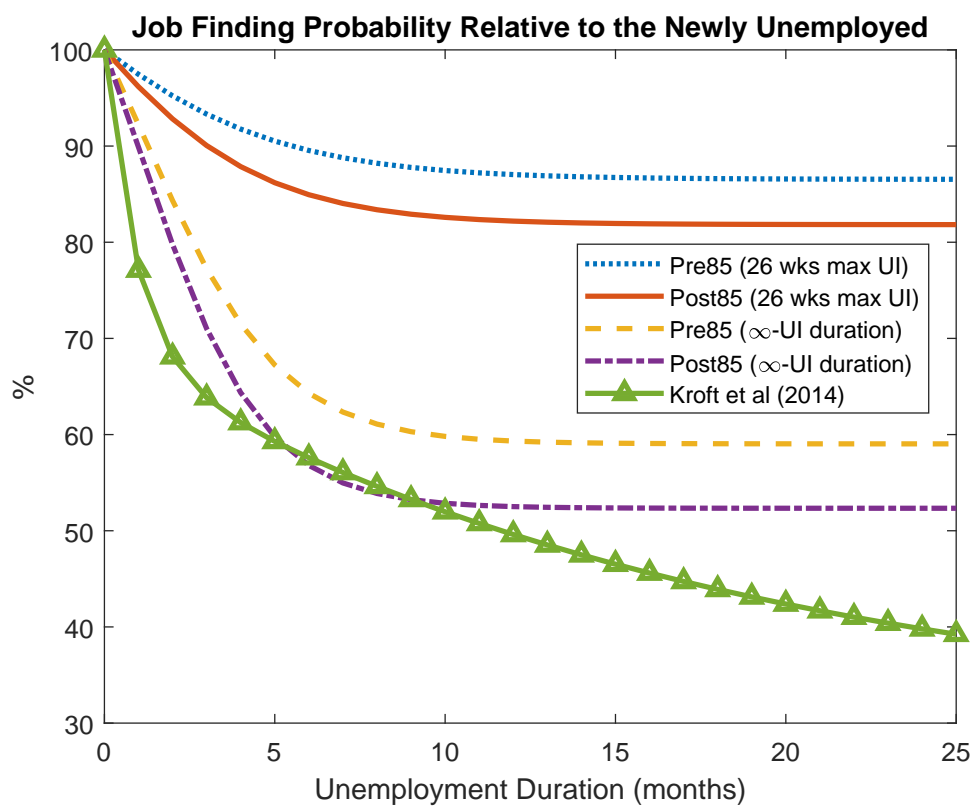 Job Finding Probability Relative to the Newly Unemployed
100
90
80
70
60
50
40
30
%
0
5
10
15
20
25
Unemployment Duration (months)
Pre85 (26 wks max UI)
Post85 (26 wks max UI)
Pre85 (∞-UI duration)
Post85 (∞-UI duration)
Kroft et al (2014)